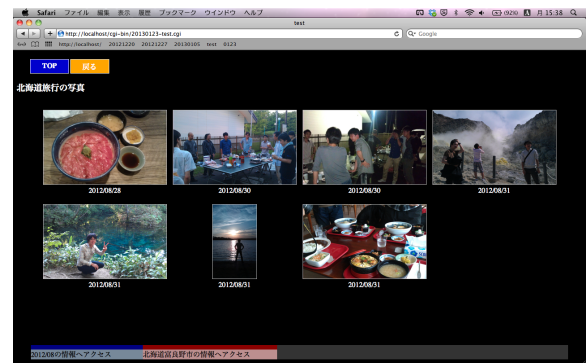 Safari ファイル 編集 表示 履歴 ブックマーク ウインドウ ヘルプ
(92%) 月 15:38
test
http://localhost/cgi-bin/20130123-test.cgi
Google
http://localhost/ 20121220 20121227 20130105 test 0123
TOP 戻る
北海道旅行の写真
2012/08/28 2012/08/30 2012/08/30 2012/08/31
2012/08/31 2012/08/31 2012/08/31
2012/08の情報へアクセス 北海道富良野市の情報へアクセス